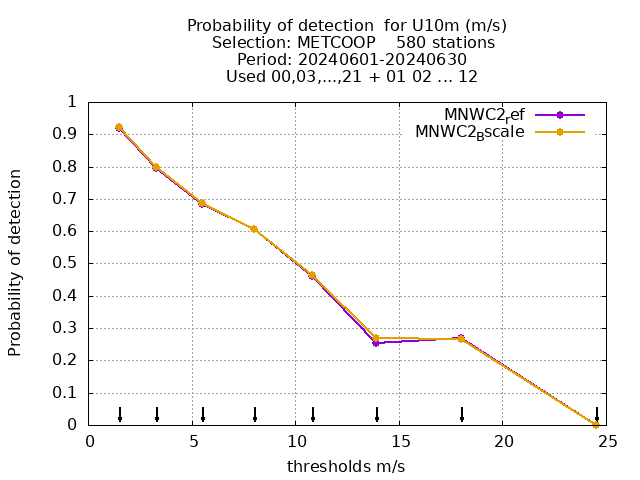 Probability of detection  for U10m (m/s)
Selection: METCOOP    580 stations
Period: 20240601-20240630
Used 00,03,...,21 + 01 02 ... 12
MNWC2ref
MNWC2Bscale
Probability of detection
1
0.9
0.8
0.7
0.6
0.5
0.4
0.3
0.2
0.1
0
0 5 10 15 20 25
thresholds m/s